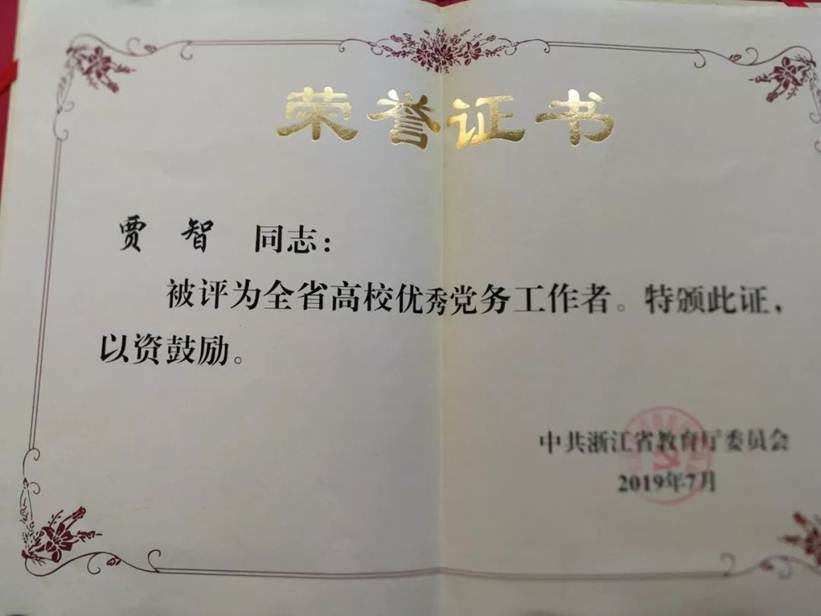 荣誉证书
贾智 同志：
被评为全省高校优秀党务工作者。特颁此证，
以资鼓励。
中共浙江省教育厅委员会
2019年7月